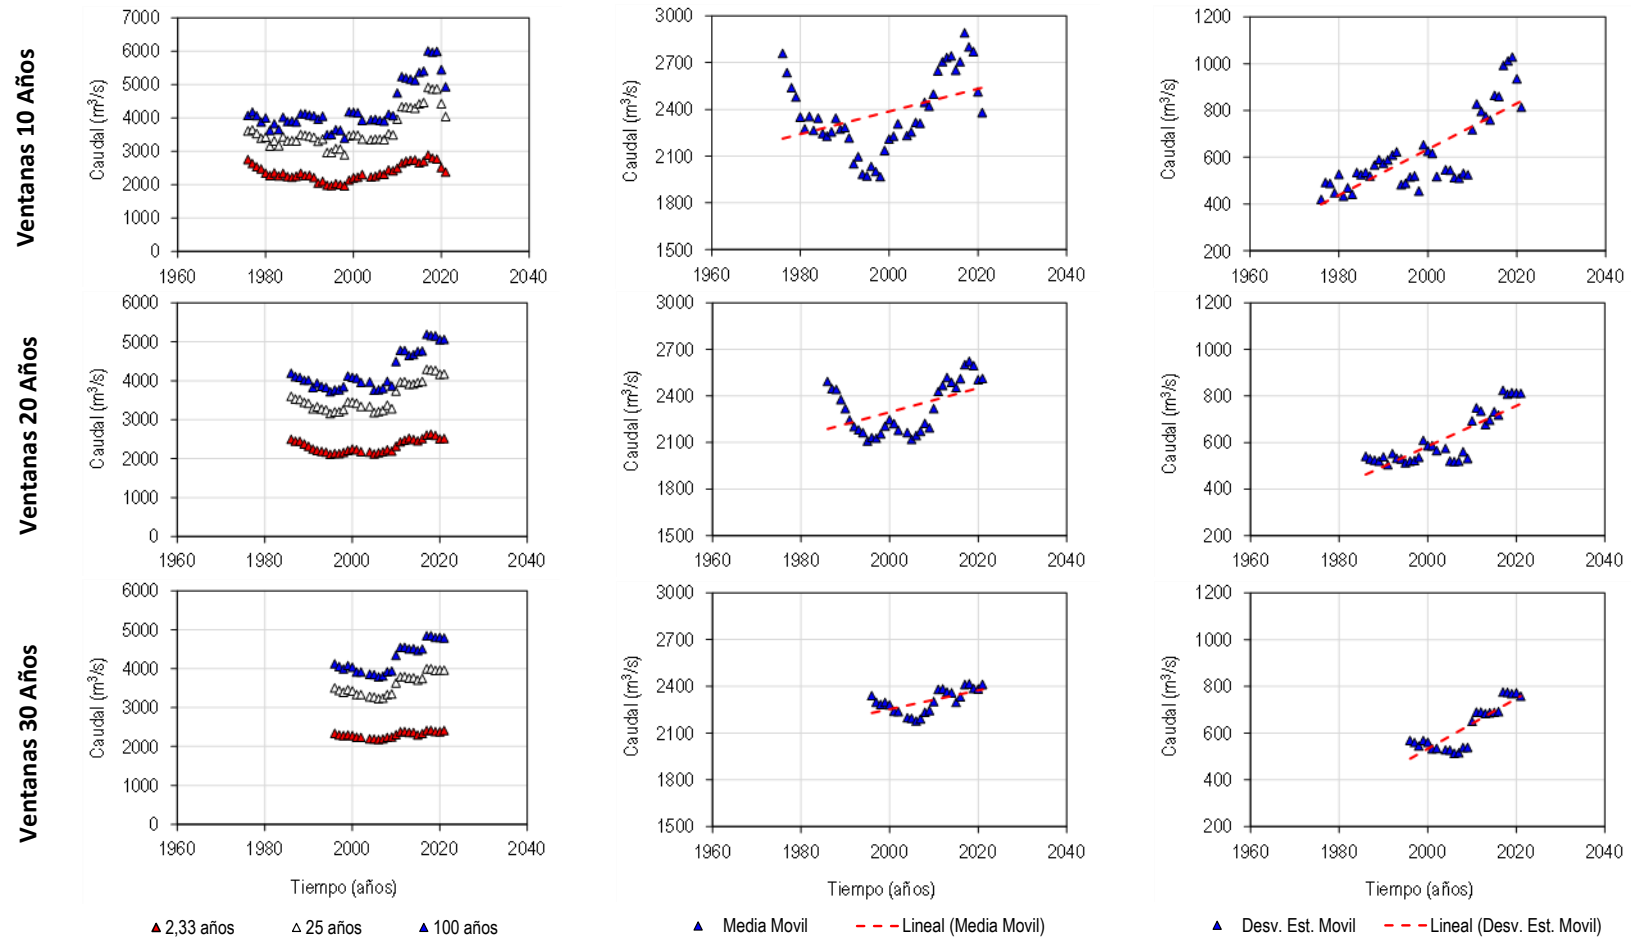 Ventanas 10 Años
Caudal (m³/s)
7000
6000
5000
4000
3000
2000
1000
0
1960 1980 2000 2020 2040
Caudal (m³/s)
3000
2700
2400
2100
1800
1500
1960 1980 2000 2020 2040
Caudal (m³/s)
1200
1000
800
600
400
200
1960 1980 2000 2020 2040
Ventanas 20 Años
Caudal (m³/s)
6000
5000
4000
3000
2000
1000
0
1960 1980 2000 2020 2040
Caudal (m³/s)
3000
2700
2400
2100
1800
1500
1960 1980 2000 2020 2040
Caudal (m³/s)
1200
1000
800
600
400
200
1960 1980 2000 2020 2040
Ventanas 30 Años
Caudal (m³/s)
6000
5000
4000
3000
2000
1000
0
1960 1980 2000 2020 2040
Tiempo (años)
Caudal (m³/s)
3000
2700
2400
2100
1800
1500
1960 1980 2000 2020 2040
Tiempo (años)
Caudal (m³/s)
1200
1000
800
600
400
200
1960 1980 2000 2020 2040
Tiempo (años)
2,33 años 25 años 100 años
Media Movil Lineal (Media Movil)
Desv. Est. Movil Lineal (Desv. Est. Movil)